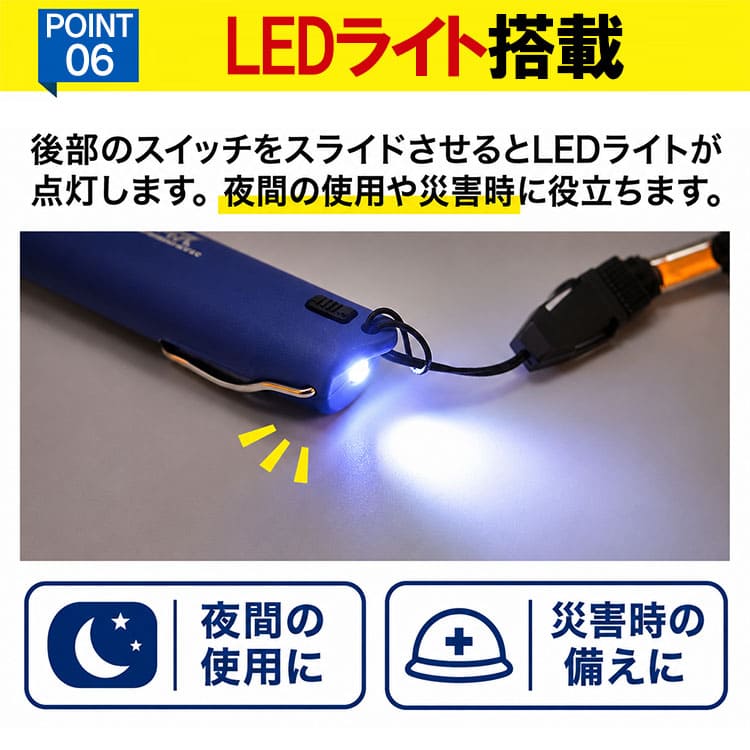 POINT
06
LEDライト搭載
後部のスイッチをスライドさせるとLEDライトが
点灯します。夜間の使用や災害時に役立ちます。
夜間の
使用に
災害時の
備えに